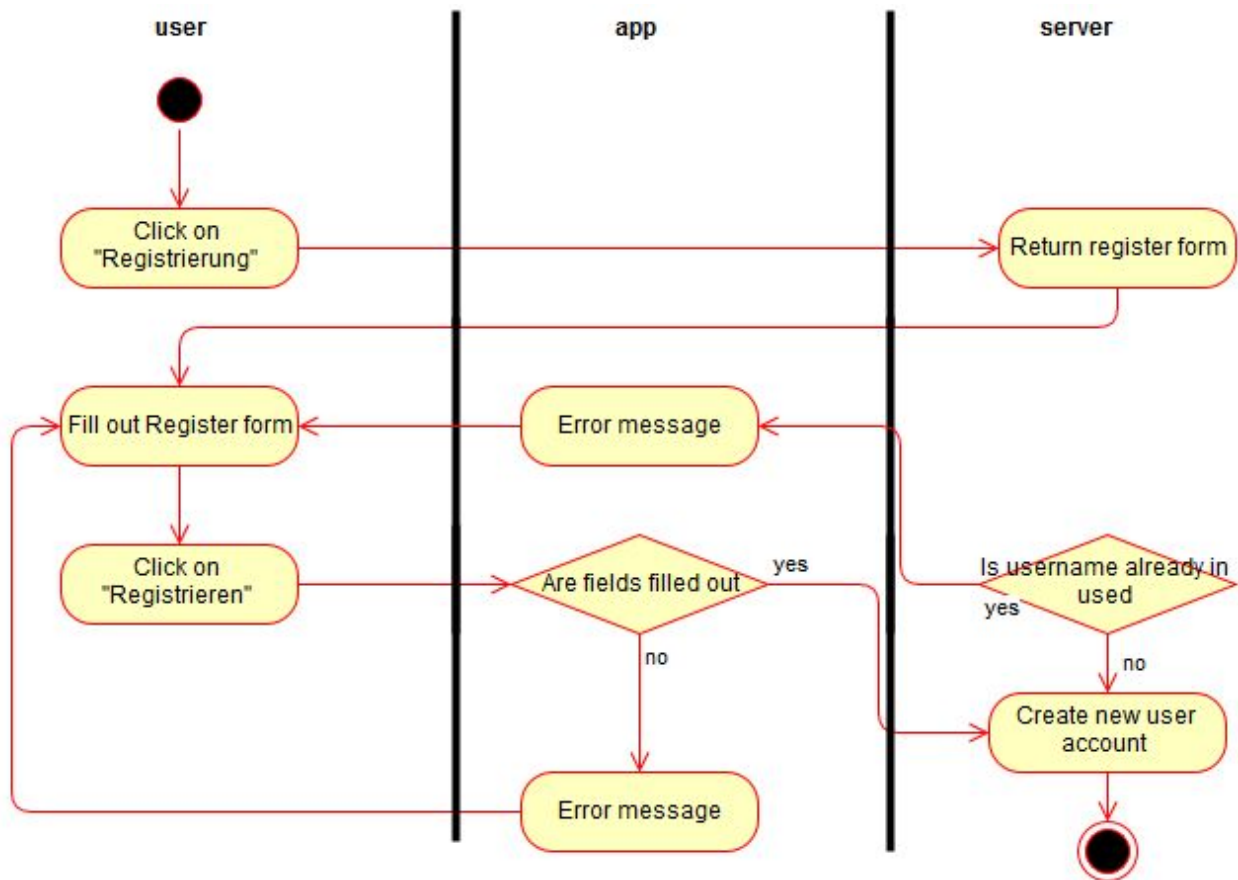 user
app
server
Click on
"Registrierung"
Return register form
Fill out Register form
Error message
Click on
"Registrieren"
Are fields filled out
yes
Is username already in
used
yes
no
no
Create new user
account
Error message